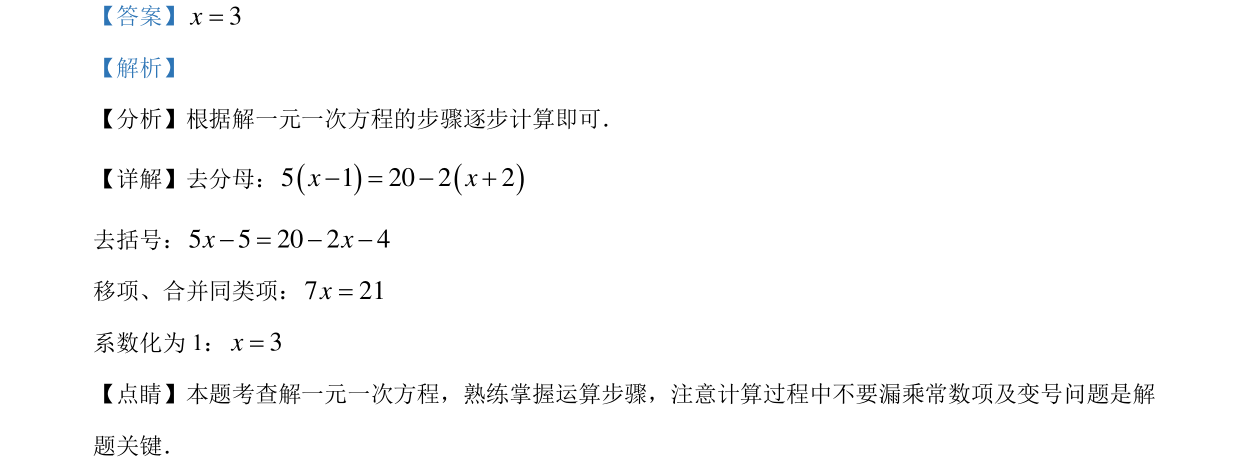 【答案】x = 3
【解析】
【分析】根据解一元一次方程的步骤逐步计算即可.
【详解】去分母：5(x−1)=20−2(x+2)
去括号：5x−5=20−2x−4
移项、合并同类项：7x=21
系数化为 1：x=3
【点睛】本题考查解一元一次方程，熟练掌握运算步骤，注意计算过程中不要漏乘常数项及变号问题是解
题关键.